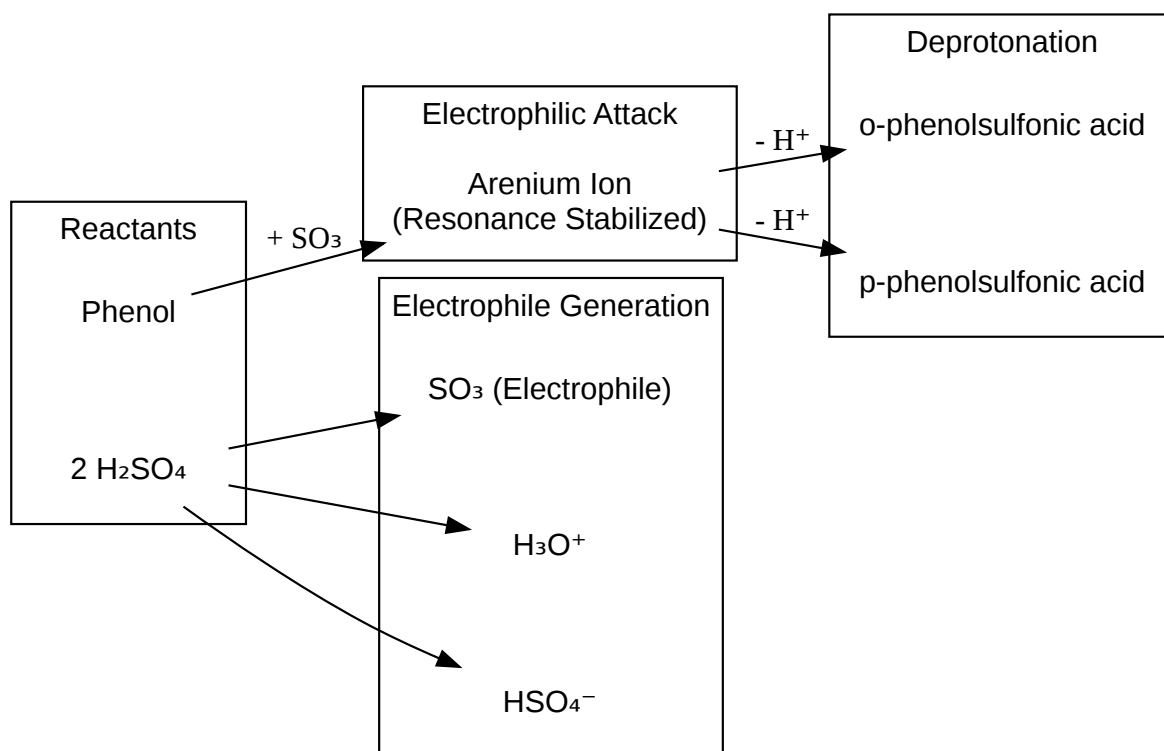 Reactants
Phenol
2 H₂SO₄
+ SO₃
Electrophilic Attack
Arenium Ion
(Resonance Stabilized)
Electrophile Generation
SO₃ (Electrophile)
H₃O⁺
HSO₄⁻
- H⁺
- H⁺
Deprotonation
o-phenolsulfonic acid
p-phenolsulfonic acid